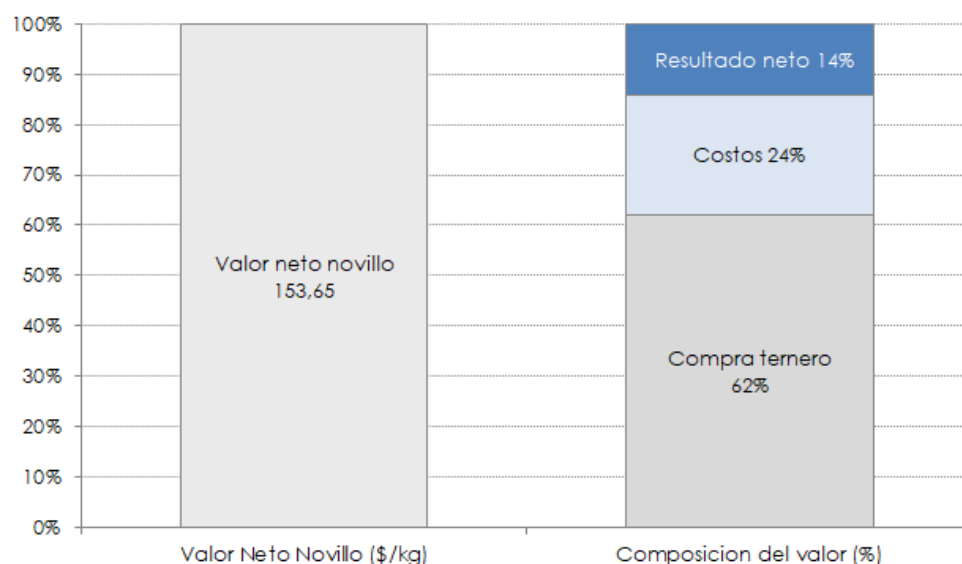 100%
90%
80%
70%
60%
50%
40%
30%
20%
10%
0%
Valor neto novillo
153,65
Resultado neto 14%
Costos 24%
Compra ternero
62%
Valor Neto Novillo ($/kg)
Composicion del valor (%)